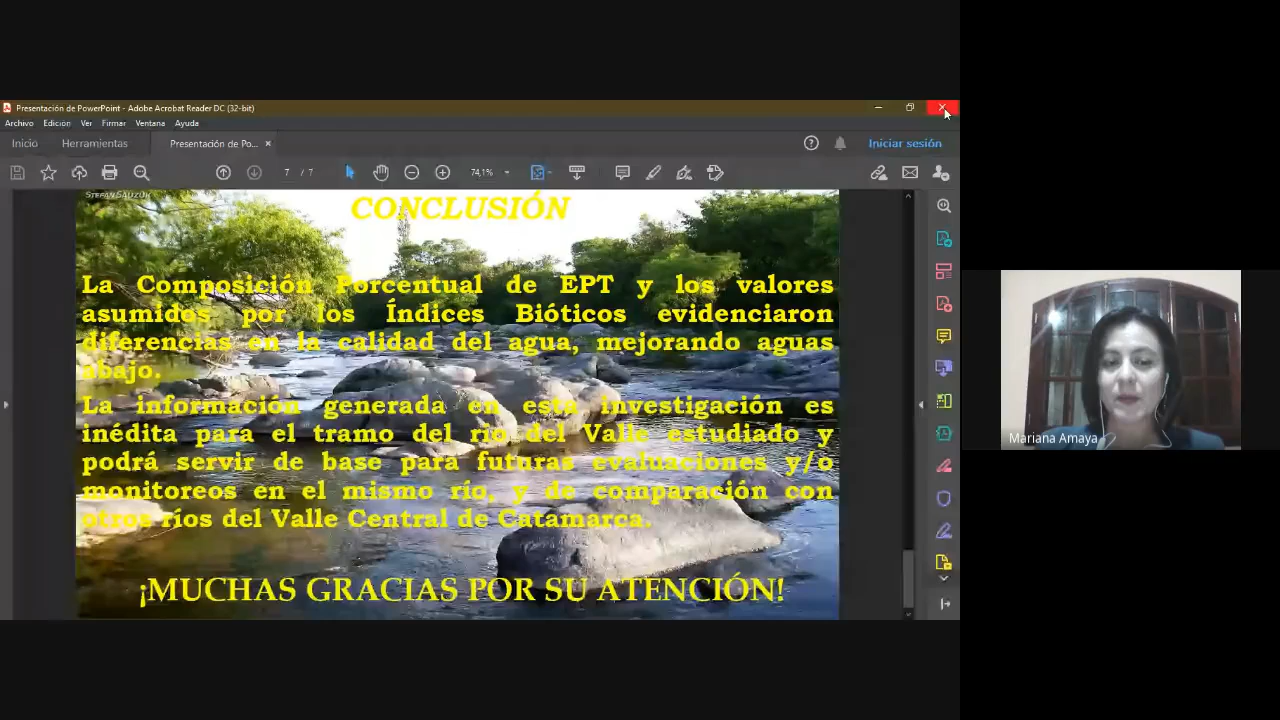 Presentación de PowerPoint - Adobe Acrobat Reader DC (32-bit)
Archivo Edición Ver Firmar Ventana Ayuda
Inicio Herramientas Presentación de Po... Iniciar sesión
7 / 7 74,1%
STEFAN SAUZUK
CONCLUSIÓN
La Composición Porcentual de EPT y los valores
asumidos por los Índices Bióticos evidenciaron
diferencias en la calidad del agua, mejorando aguas
abajo.
La información generada en esta investigación es
inédita para el tramo del río del Valle estudiado y
podrá servir de base para futuras evaluaciones y/o
monitoreos en el mismo río, y de comparación con
otros ríos del Valle Central de Catamarca.
¡MUCHAS GRACIAS POR SU ATENCIÓN!
Mariana Amaya